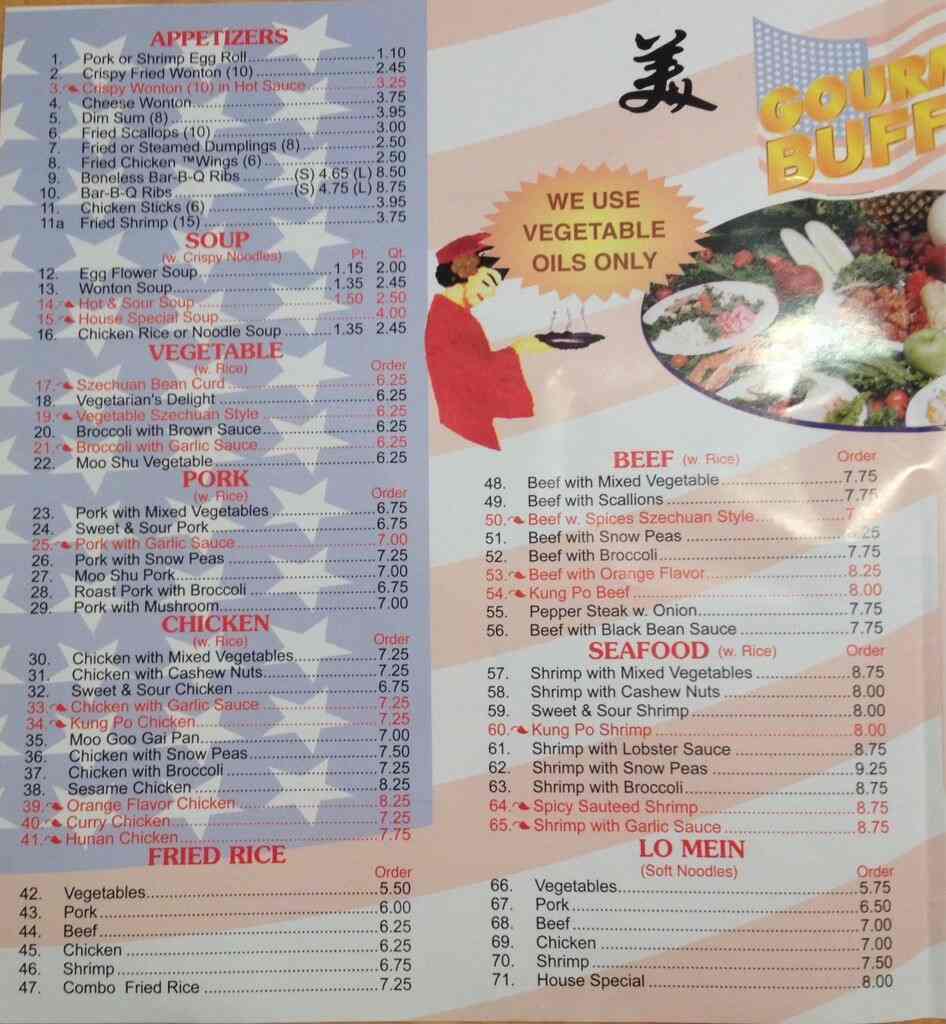 APPETIZERS
1. Pork or Shrimp Egg Roll 1.10
2. Crispy Fried Wonton (10) 2.45
3. Crispy Wonton (10) in Hot Sauce 3.25
4. Cheese Wonton 3.75
5. Dim Sum (8) 3.95
6. Fried Scallops (10) 3.00
7. Fried or Steamed Dumplings (8) 2.50
8. Fried Chicken ™Wings (6) 2.50
9. Boneless Bar-B-Q Ribs (S) 4.65 (L) 8.50
10. Bar-B-Q Ribs (S) 4.75 (L) 8.75
11. Chicken Sticks (6) 3.95
11a Fried Shrimp (15) 3.75
SOUP
(w. Crispy Noodles) Pt. Qt.
12. Egg Flower Soup 1.15 2.00
13. Wonton Soup 1.35 2.45
14. Hot & Sour Soup 1.50 2.50
15. House Special Soup 4.00
16. Chicken Rice or Noodle Soup 1.35 2.45
VEGETABLE
(w. Rice) Order
17. Szechuan Bean Curd 6.25
18. Vegetarian's Delight 6.25
19. Vegetable Szechuan Style 6.25
20. Broccoli with Brown Sauce 6.25
21. Broccoli with Garlic Sauce 6.25
22. Moo Shu Vegetable 6.25
PORK
(w. Rice) Order
23. Pork with Mixed Vegetables 6.75
24. Sweet & Sour Pork 6.75
25. Pork with Garlic Sauce 7.00
26. Pork with Snow Peas 7.25
27. Moo Shu Pork 7.00
28. Roast Pork with Broccoli 6.75
29. Pork with Mushroom 7.00
CHICKEN
(w. Rice) Order
30. Chicken with Mixed Vegetables 7.25
31. Chicken with Cashew Nuts 7.25
32. Sweet & Sour Chicken 6.75
33. Chicken with Garlic Sauce 7.25
34. Kung Po Chicken 7.25
35. Moo Goo Gai Pan 7.00
36. Chicken with Snow Peas 7.50
37. Chicken with Broccoli 7.25
38. Sesame Chicken 8.25
39. Orange Flavor Chicken 8.25
40. Curry Chicken 7.25
41. Hunan Chicken 7.75
FRIED RICE
Order
42. Vegetables 5.50
43. Pork 6.00
44. Beef 6.25
45. Chicken 6.25
46. Shrimp 6.75
47. Combo Fried Rice 7.25
美
GOURM
BUFF
WE USE
VEGETABLE
OILS ONLY
BEEF (w. Rice) Order
48. Beef with Mixed Vegetable 7.75
49. Beef with Scallions 7.75
50. Beef w. Spices Szechuan Style 7
51. Beef with Snow Peas
52. Beef with Broccoli 7.75
53. Beef with Orange Flavor 8.25
54. Kung Po Beef 8.00
55. Pepper Steak w. Onion 7.75
56. Beef with Black Bean Sauce 7.75
SEAFOOD (w. Rice) Order
57. Shrimp with Mixed Vegetables 8.75
58. Shrimp with Cashew Nuts 8.00
59. Sweet & Sour Shrimp 8.00
60. Kung Po Shrimp 8.00
61. Shrimp with Lobster Sauce 8.75
62. Shrimp with Snow Peas 9.25
63. Shrimp with Broccoli 8.75
64. Spicy Sauteed Shrimp 8.75
65. Shrimp with Garlic Sauce 8.75
LO MEIN
(Soft Noodles) Order
66. Vegetables 5.75
67. Pork 6.50
68. Beef 7.00
69. Chicken 7.00
70. Shrimp 7.50
71. House Special 8.00